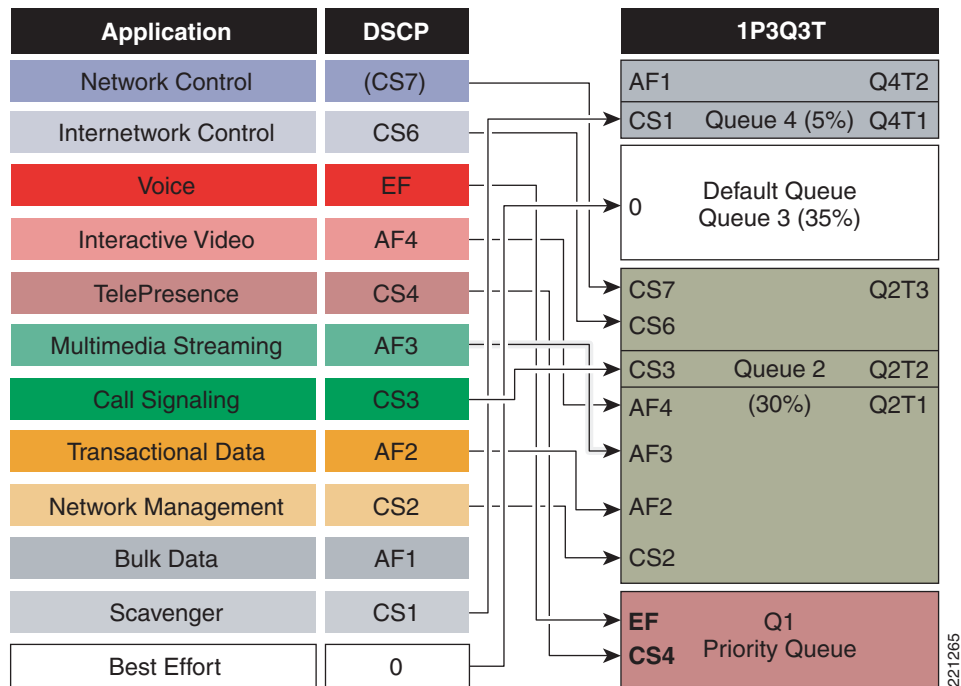 Application DSCP 1P3Q3T
Network Control (CS7)
Internetwork Control CS6
Voice EF
Interactive Video AF4
TelePresence CS4
Multimedia Streaming AF3
Call Signaling CS3
Transactional Data AF2
Network Management CS2
Bulk Data AF1
Scavenger CS1
Best Effort 0
AF1 Q4T2
CS1 Queue 4 (5%) Q4T1
0 Default Queue
Queue 3 (35%)
CS7 Q2T3
CS6
CS3 Queue 2 Q2T2
AF4 (30%) Q2T1
AF3
AF2
CS2
EF Q1
CS4 Priority Queue
221265